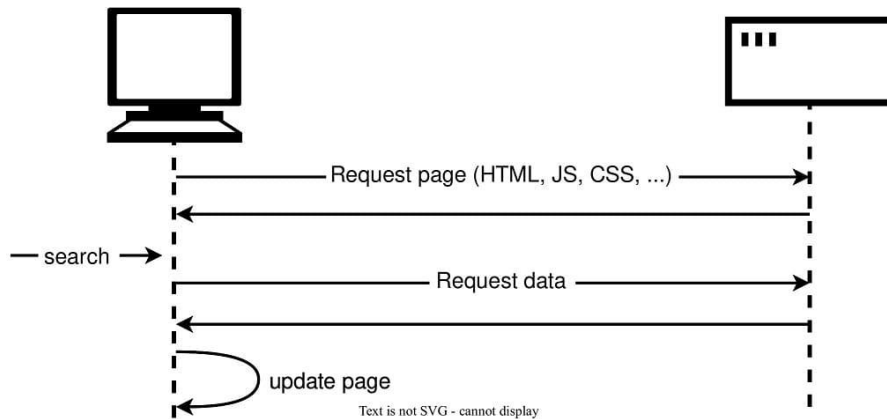 Request page (HTML, JS, CSS, ...)
search
Request data
update page
Text is not SVG - cannot display